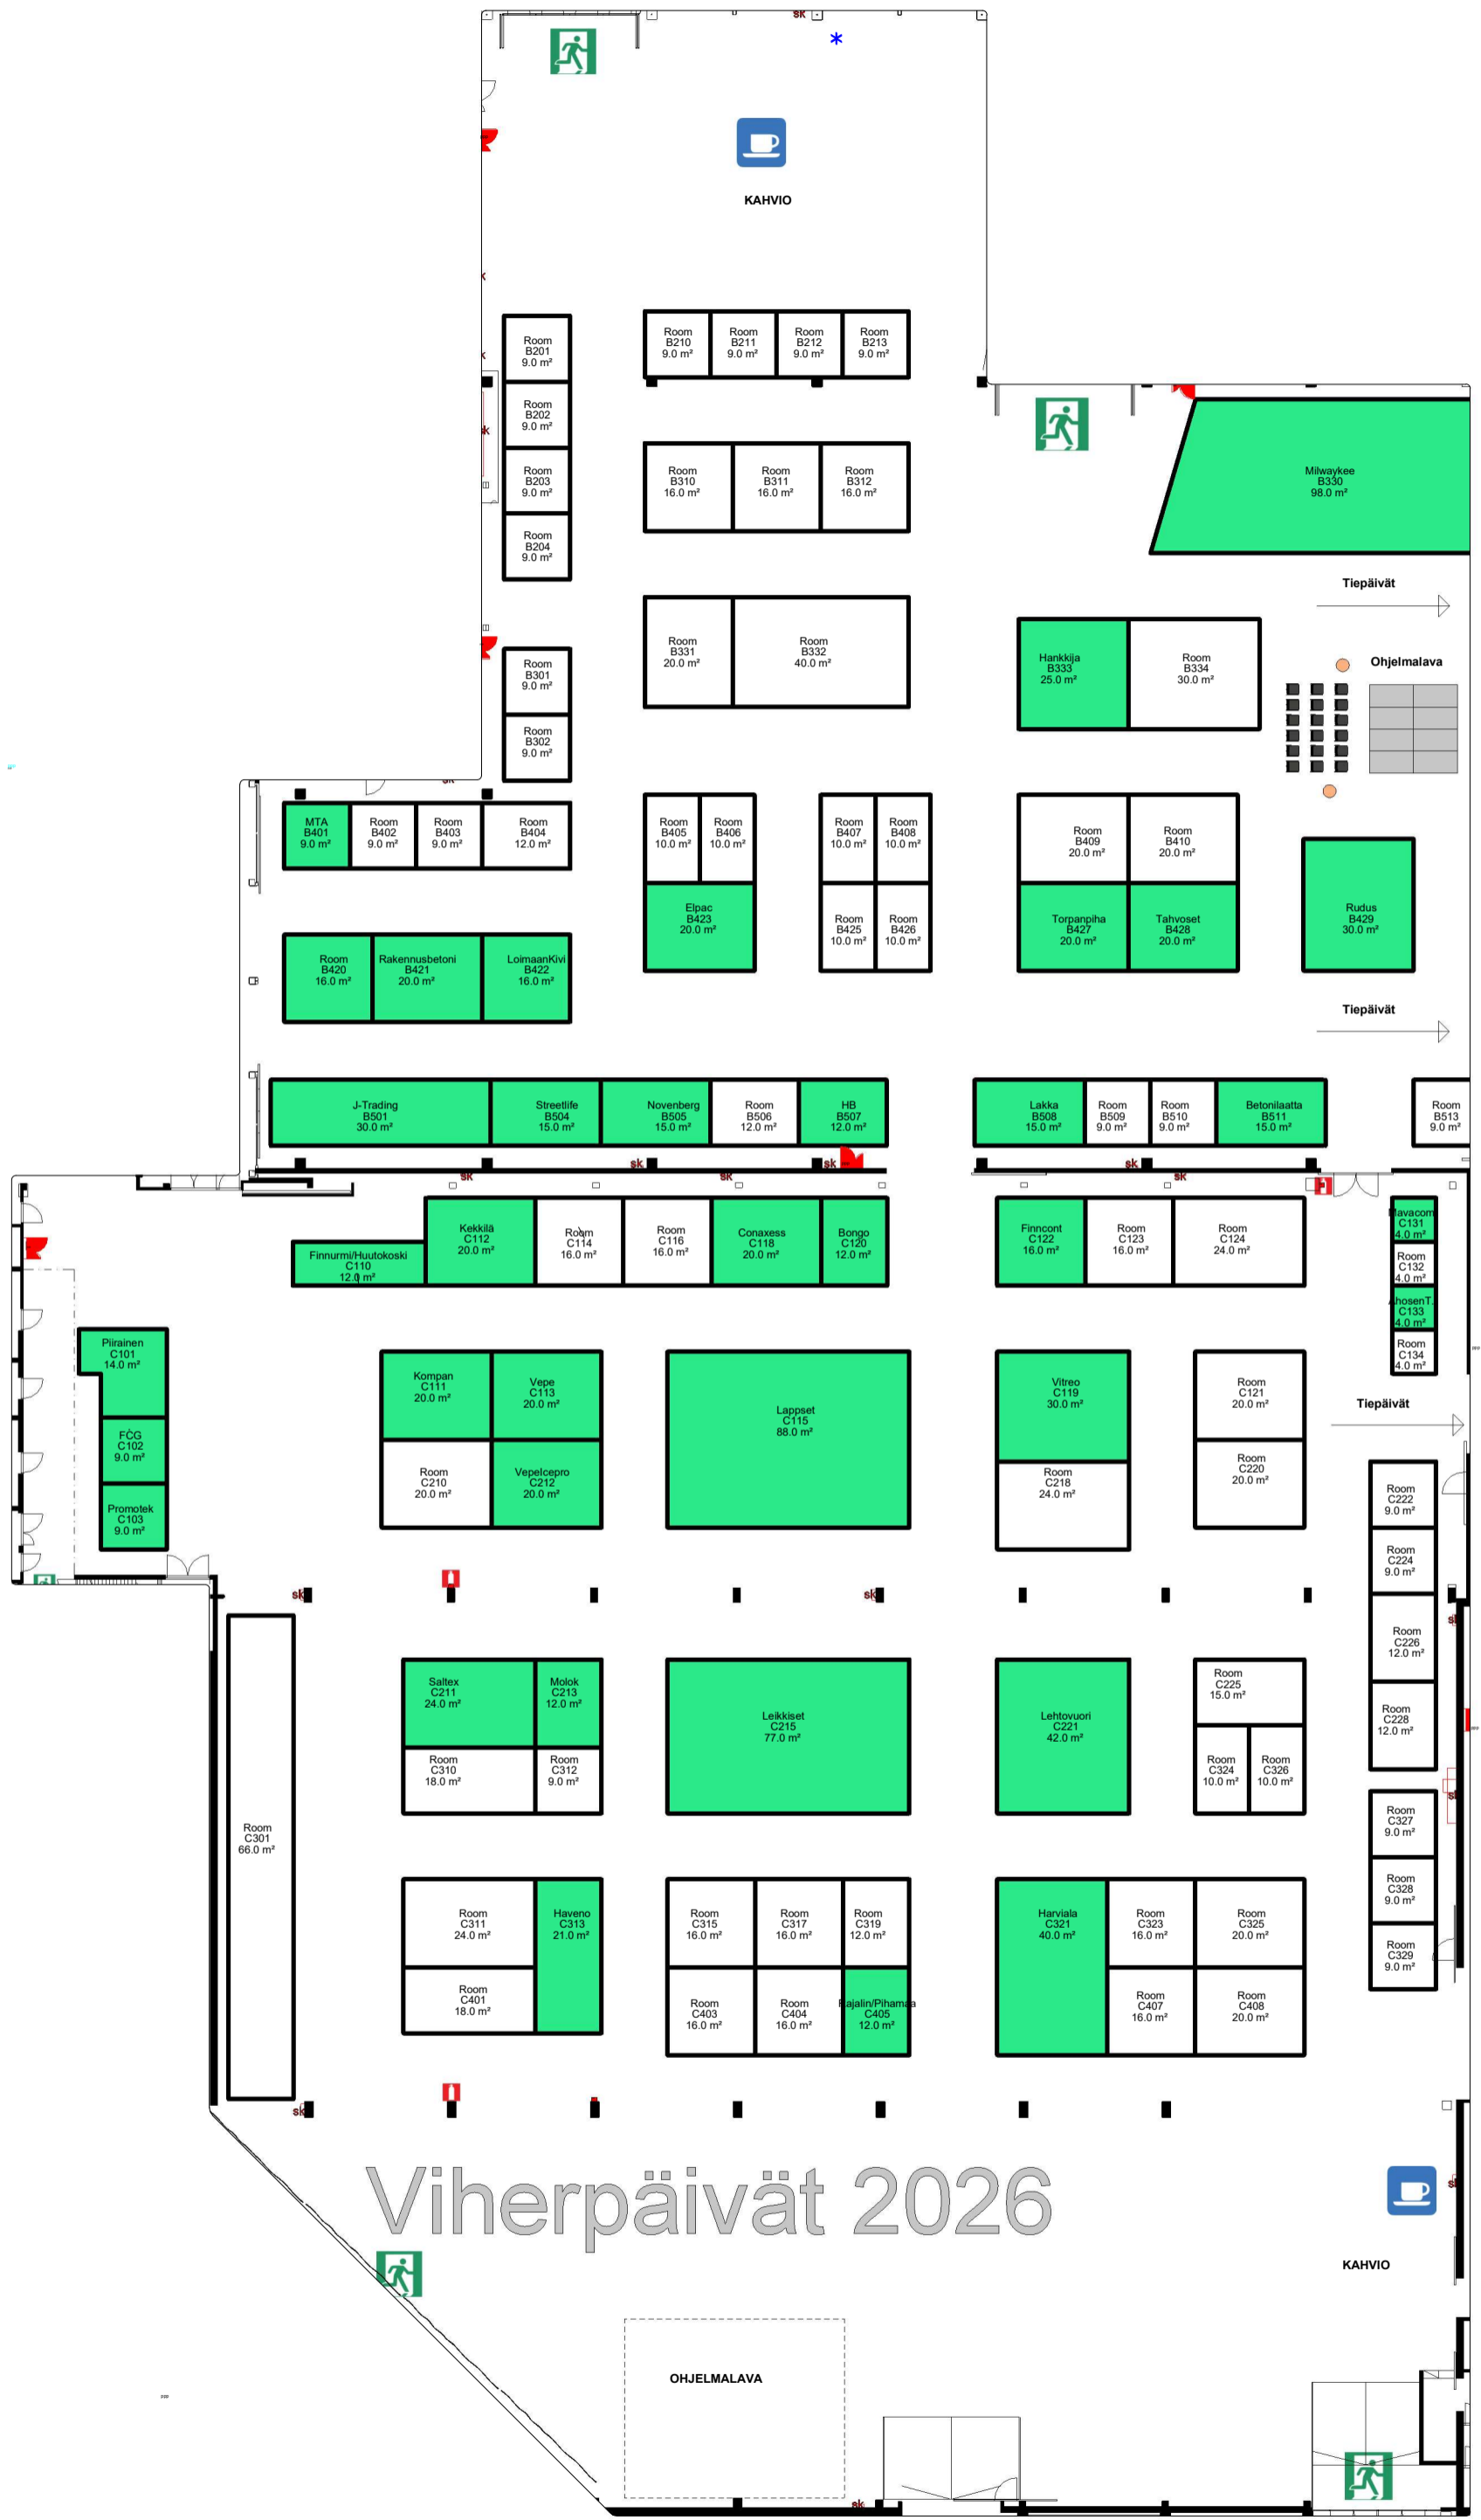 sk
KAHVIO
Room
B201
9.0 m²
Room
B202
9.0 m²
Room
B203
9.0 m²
Room
B204
9.0 m²
Room
B210
9.0 m²
Room
B211
9.0 m²
Room
B212
9.0 m²
Room
B213
9.0 m²
Room
B310
16.0 m²
Room
B311
16.0 m²
Room
B312
16.0 m²
Milwaykee
B330
98.0 m²
Tiepäivät
Room
B331
20.0 m²
Room
B332
40.0 m²
Hankkija
B333
25.0 m²
Room
B334
30.0 m²
Ohjelmalava
Room
B301
9.0 m²
Room
B302
9.0 m²
MTA
B401
9.0 m²
Room
B402
9.0 m²
Room
B403
9.0 m²
Room
B404
12.0 m²
Room
B405
10.0 m²
Room
B406
10.0 m²
Room
B407
10.0 m²
Room
B408
10.0 m²
Room
B409
20.0 m²
Room
B410
20.0 m²
Room
B420
16.0 m²
Rakennusbetoni
B421
20.0 m²
LoimaanKivi
B422
16.0 m²
Elpac
B423
20.0 m²
Room
B425
10.0 m²
Room
B426
10.0 m²
Torpanpiha
B427
20.0 m²
Tahvoset
B428
20.0 m²
Rudus
B429
30.0 m²
Tiepäivät
J-Trading
B501
30.0 m²
Streetlife
B504
15.0 m²
Novenberg
B505
15.0 m²
Room
B506
12.0 m²
HB
B507
12.0 m²
Lakka
B508
15.0 m²
Room
B509
9.0 m²
Room
B510
9.0 m²
Betonilaatta
B511
15.0 m²
Room
B513
9.0 m²
sk
sk
sk
sk
sk
sk
Finnurmi/Huutokoski
C110
12.0 m²
Kekkilä
C112
20.0 m²
Room
C114
16.0 m²
Room
C116
16.0 m²
Conaxess
C118
20.0 m²
Bongo
C120
12.0 m²
Finncont
C122
16.0 m²
Room
C123
16.0 m²
Room
C124
24.0 m²
Mavacom
C131
4.0 m²
Room
C132
4.0 m²
AhosenT.
C133
4.0 m²
Room
C134
4.0 m²
Piirainen
C101
14.0 m²
FCG
C102
9.0 m²
Promotek
C103
9.0 m²
Kompan
C111
20.0 m²
Vepe
C113
20.0 m²
Room
C210
20.0 m²
VepeIcepro
C212
20.0 m²
Lappset
C115
88.0 m²
Vitreo
C119
30.0 m²
Room
C218
24.0 m²
Room
C121
20.0 m²
Room
C220
20.0 m²
Tiepäivät
Room
C222
9.0 m²
Room
C224
9.0 m²
Room
C226
12.0 m²
Room
C228
12.0 m²
sk
sk
Room
C301
66.0 m²
Saltex
C211
24.0 m²
Molok
C213
12.0 m²
Room
C310
18.0 m²
Room
C312
9.0 m²
Leikkiset
C215
77.0 m²
Lehtovuori
C221
42.0 m²
Room
C225
15.0 m²
Room
C324
10.0 m²
Room
C326
10.0 m²
Room
C327
9.0 m²
Room
C328
9.0 m²
Room
C329
9.0 m²
Room
C311
24.0 m²
Haveno
C313
21.0 m²
Room
C401
18.0 m²
Room
C315
16.0 m²
Room
C317
16.0 m²
Room
C319
12.0 m²
Room
C403
16.0 m²
Room
C404
16.0 m²
Rajalin/Pihamaa
C405
12.0 m²
Harviala
C321
40.0 m²
Room
C323
16.0 m²
Room
C325
20.0 m²
Room
C407
16.0 m²
Room
C408
20.0 m²
sk
Viherpäivät 2026
KAHVIO
OHJELMALAVA
sk